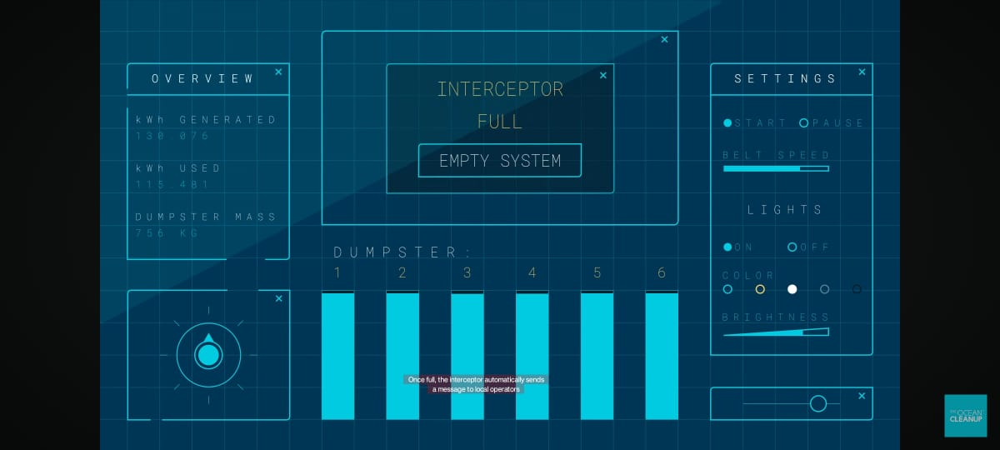 OVERVIEW
kWh GENERATED
130.076
kWh USED
115.481
DUMPSTER MASS
756 KG
INTERCEPTOR
FULL
EMPTY SYSTEM
DUMPSTER:
1 2 3 4 5 6
SETTINGS
START PAUSE
BELT SPEED
LIGHTS
ON OFF
COLOR
BRIGHTNESS
Once full, the interceptor automatically sends
a message to local operators
THE OCEAN
CLEANUP